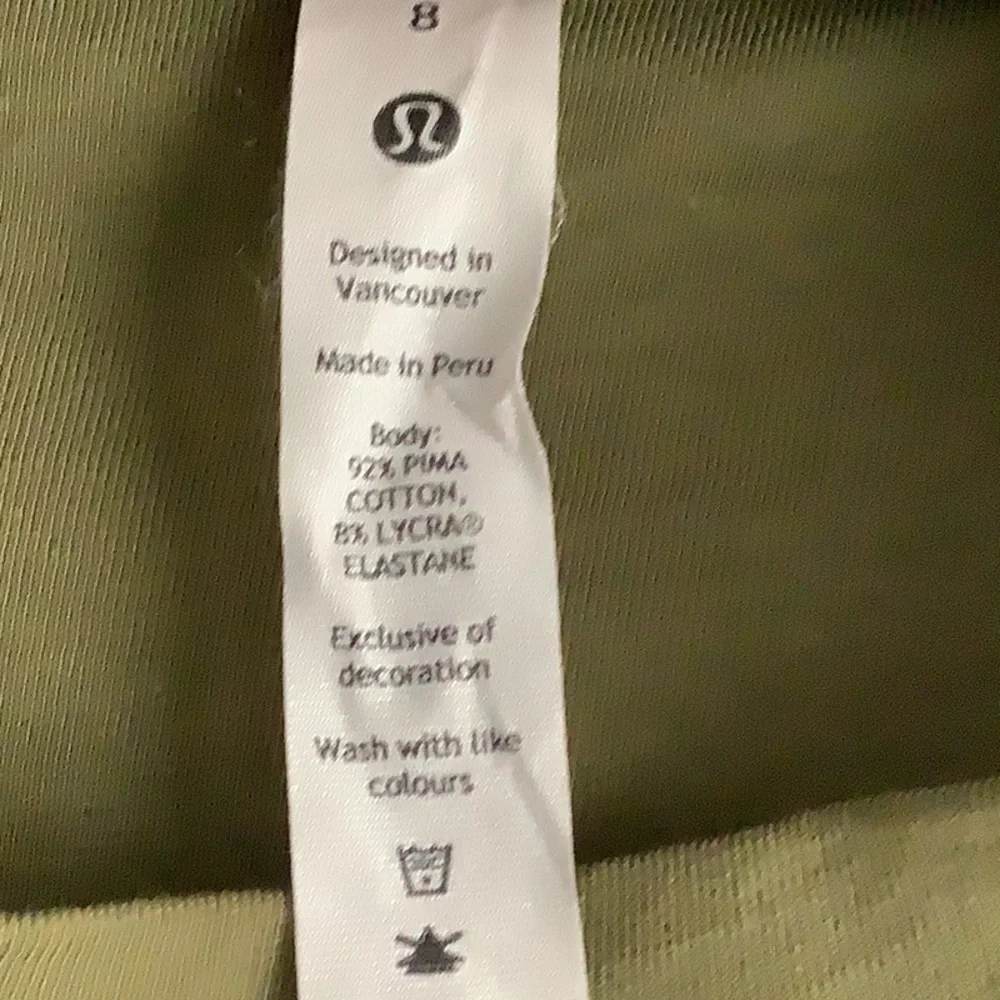 8
Designed in
Vancouver
Made in Peru
Body:
92% PIMA
COTTON,
8% LYCRA®
ELASTANE
Exclusive of
decoration
Wash with like
colours